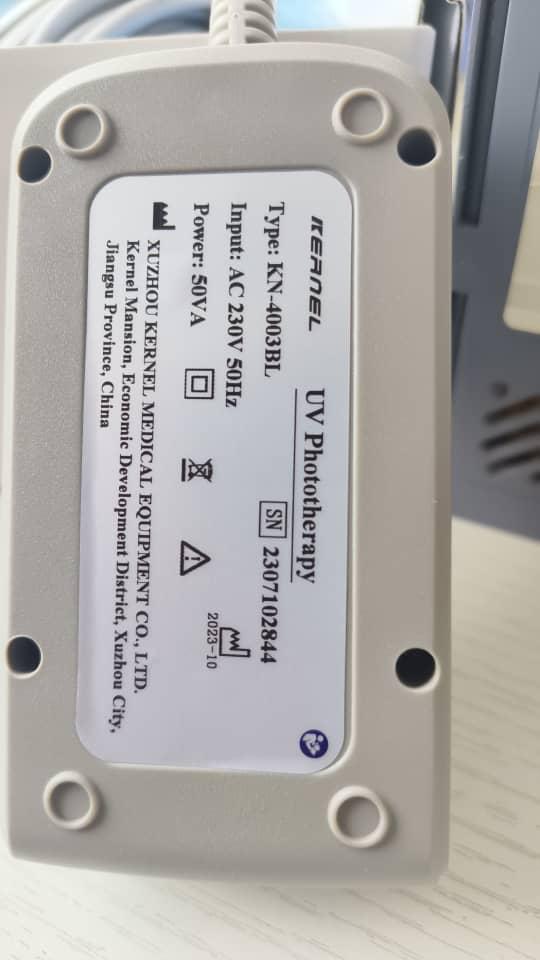 KERNEL
UV Phototherapy
Type: KN-4003BL
SN 2307102844
Input: AC 230V 50Hz
Power: 50VA
2023-10
XUZHOU KERNEL MEDICAL EQUIPMENT CO., LTD.
Kernel Mansion, Economic Development District, Xuzhou City,
Jiangsu Province, China